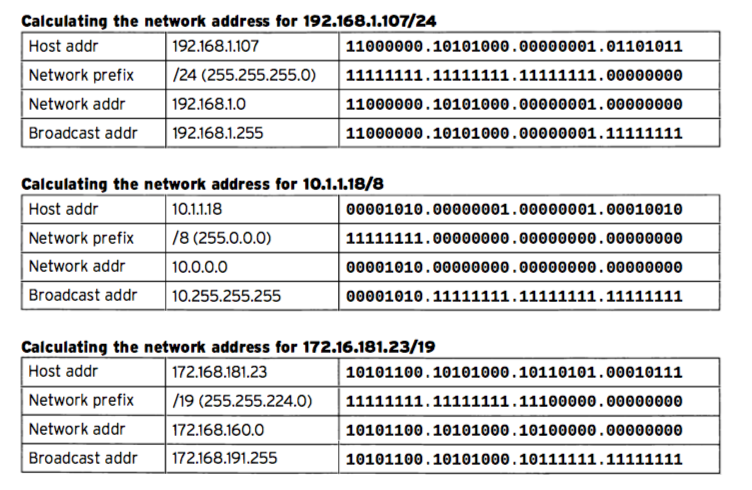 Calculating the network address for 192.168.1.107/24
Host addr 192.168.1.107 11000000.10101000.00000001.01101011
Network prefix /24 (255.255.255.0) 11111111.11111111.11111111.00000000
Network addr 192.168.1.0 11000000.10101000.00000001.00000000
Broadcast addr 192.168.1.255 11000000.10101000.00000001.11111111
Calculating the network address for 10.1.1.18/8
Host addr 10.1.1.18 00001010.00000001.00000001.00010010
Network prefix /8 (255.0.0.0) 11111111.00000000.00000000.00000000
Network addr 10.0.0.0 00001010.00000000.00000000.00000000
Broadcast addr 10.255.255.255 00001010.11111111.11111111.11111111
Calculating the network address for 172.16.181.23/19
Host addr 172.168.181.23 10101100.10101000.10110101.00010111
Network prefix /19 (255.255.224.0) 11111111.11111111.11100000.00000000
Network addr 172.168.160.0 10101100.10101000.10100000.00000000
Broadcast addr 172.168.191.255 10101100.10101000.10111111.11111111